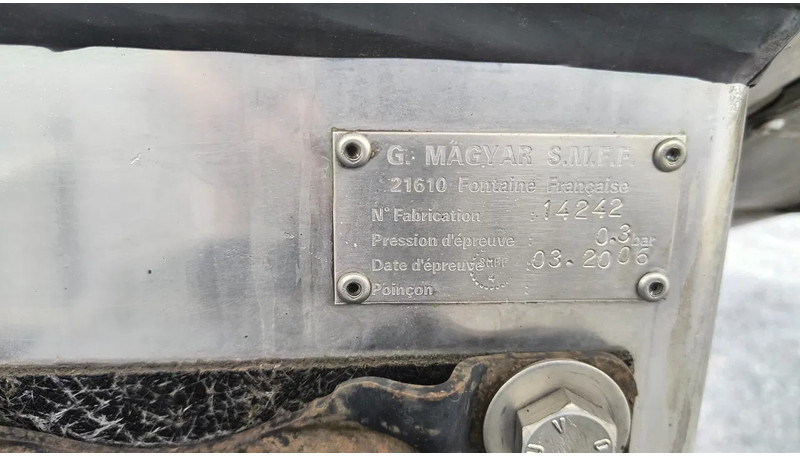 G. MAGYAR S.M.F.F.
21610 Fontaine Française
N° Fabrication : 14242
Pression d'épreuve : 0.3 bar
Date d'épreuve : 03.2006
Poinçon :